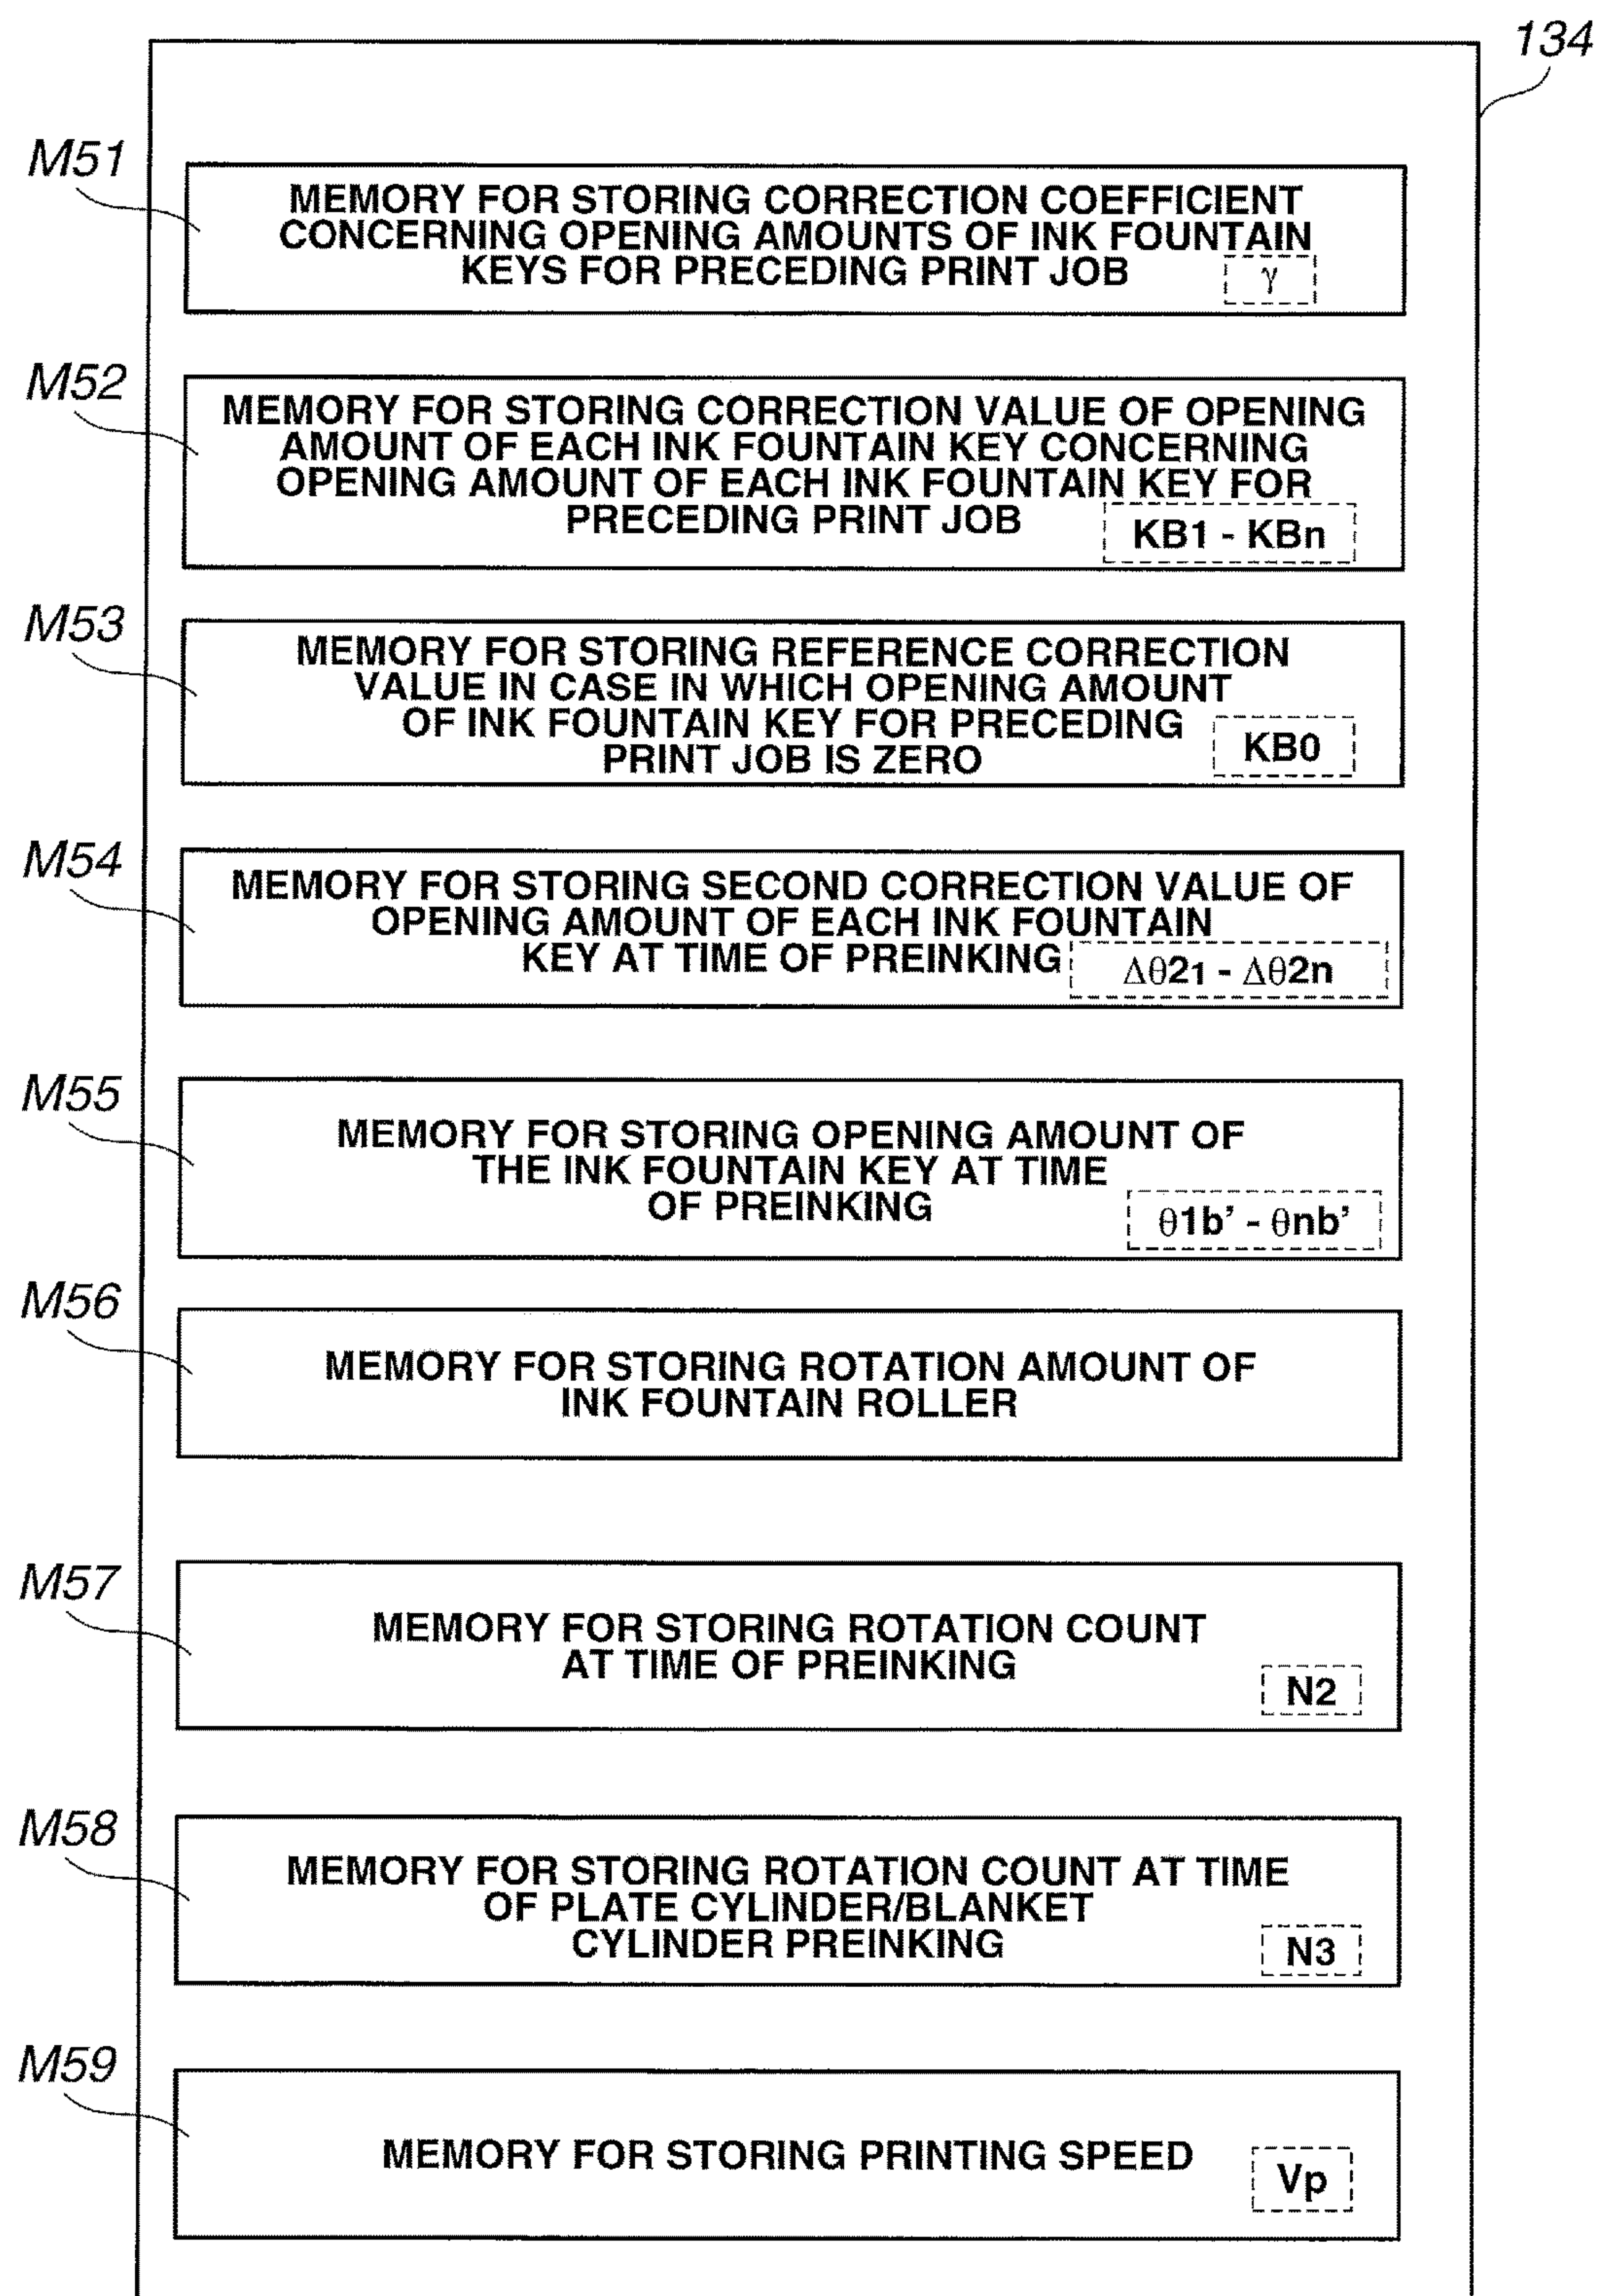 134
M51
MEMORY FOR STORING CORRECTION COEFFICIENT
CONCERNING OPENING AMOUNTS OF INK FOUNTAIN
KEYS FOR PRECEDING PRINT JOB
γ
M52
MEMORY FOR STORING CORRECTION VALUE OF OPENING
AMOUNT OF EACH INK FOUNTAIN KEY CONCERNING
OPENING AMOUNT OF EACH INK FOUNTAIN KEY FOR
PRECEDING PRINT JOB
KB1 - KBn
M53
MEMORY FOR STORING REFERENCE CORRECTION
VALUE IN CASE IN WHICH OPENING AMOUNT
OF INK FOUNTAIN KEY FOR PRECEDING
PRINT JOB IS ZERO
KB0
M54
MEMORY FOR STORING SECOND CORRECTION VALUE OF
OPENING AMOUNT OF EACH INK FOUNTAIN
KEY AT TIME OF PREINKING
Δθ21 - Δθ2n
M55
MEMORY FOR STORING OPENING AMOUNT OF
THE INK FOUNTAIN KEY AT TIME
OF PREINKING
θ1b’ - θnb’
M56
MEMORY FOR STORING ROTATION AMOUNT OF
INK FOUNTAIN ROLLER
M57
MEMORY FOR STORING ROTATION COUNT
AT TIME OF PREINKING
N2
M58
MEMORY FOR STORING ROTATION COUNT AT TIME
OF PLATE CYLINDER/BLANKET
CYLINDER PREINKING
N3
M59
MEMORY FOR STORING PRINTING SPEED
Vp